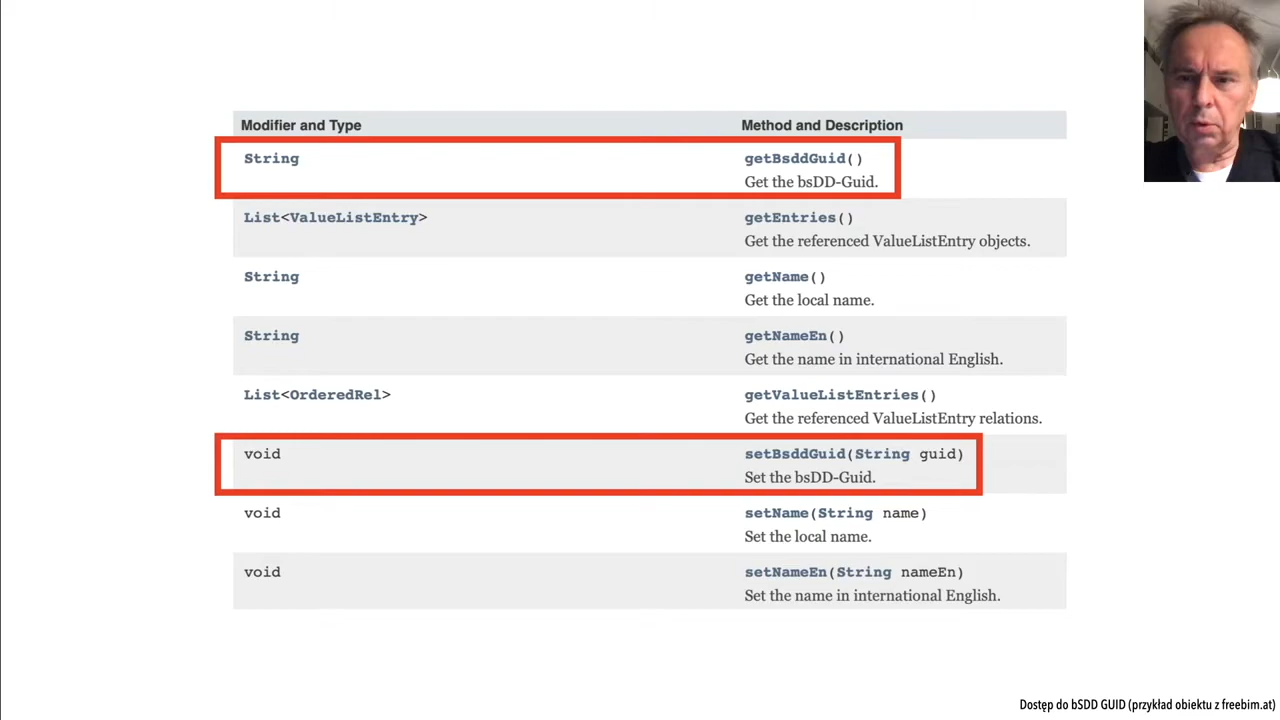 Modifier and Type Method and Description
String getBsddGuid()
Get the bsDD-Guid.
List<ValueListEntry> getEntries()
Get the referenced ValueListEntry objects.
String getName()
Get the local name.
String getNameEn()
Get the name in international English.
List<OrderedRel> getValueListEntries()
Get the referenced ValueListEntry relations.
void setBsddGuid(String guid)
Set the bsDD-Guid.
void setName(String name)
Set the local name.
void setNameEn(String nameEn)
Set the name in international English.
Dostęp do bSDD GUID (przykład obiektu z freebim.at)